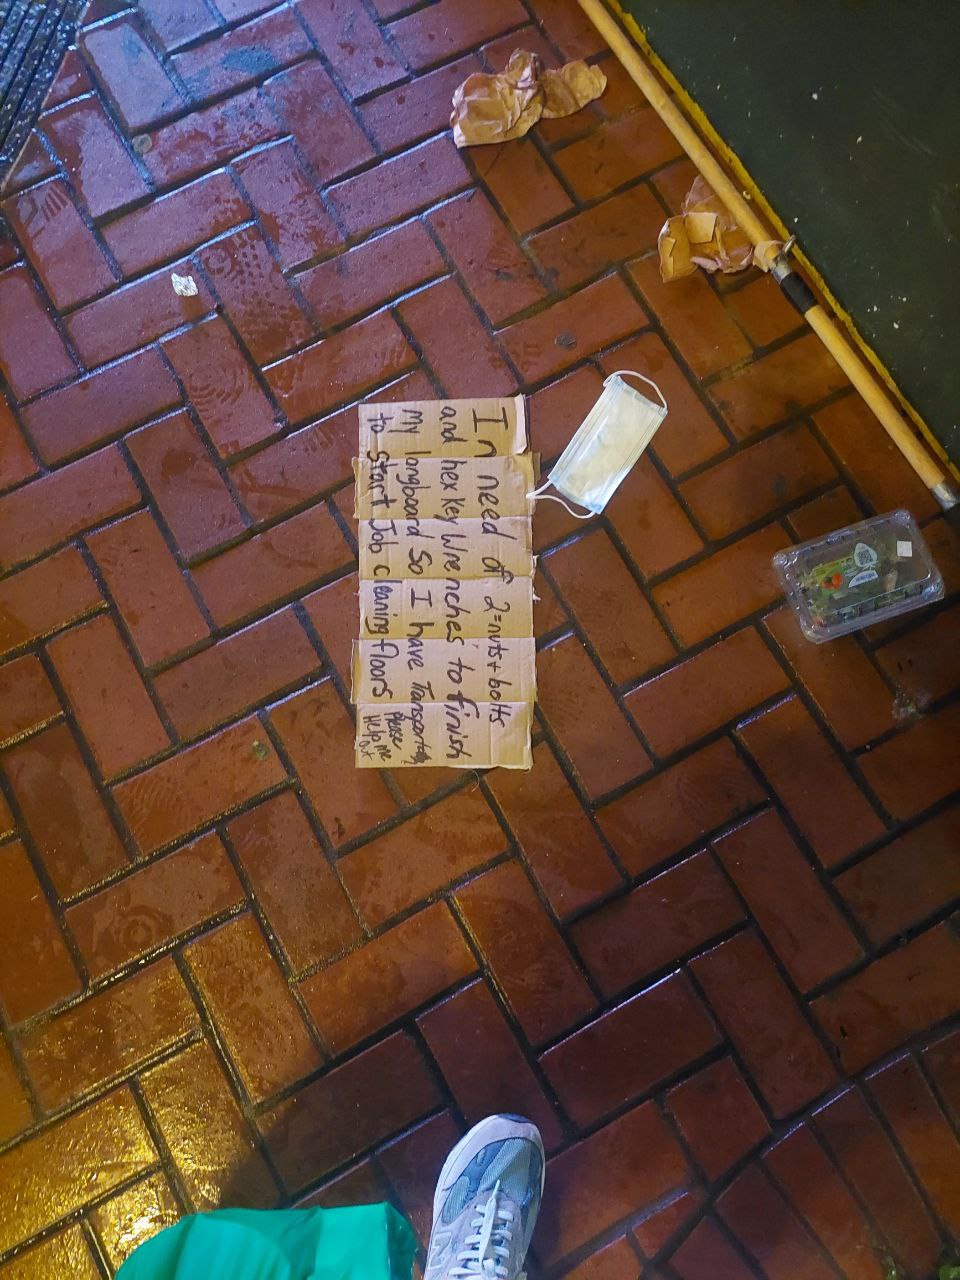 In need of 2=nuts + bolts
and hex key Wrenches, to finish
My longboard So I have Transportation
to start Job cleaning floors Please
Help me
out